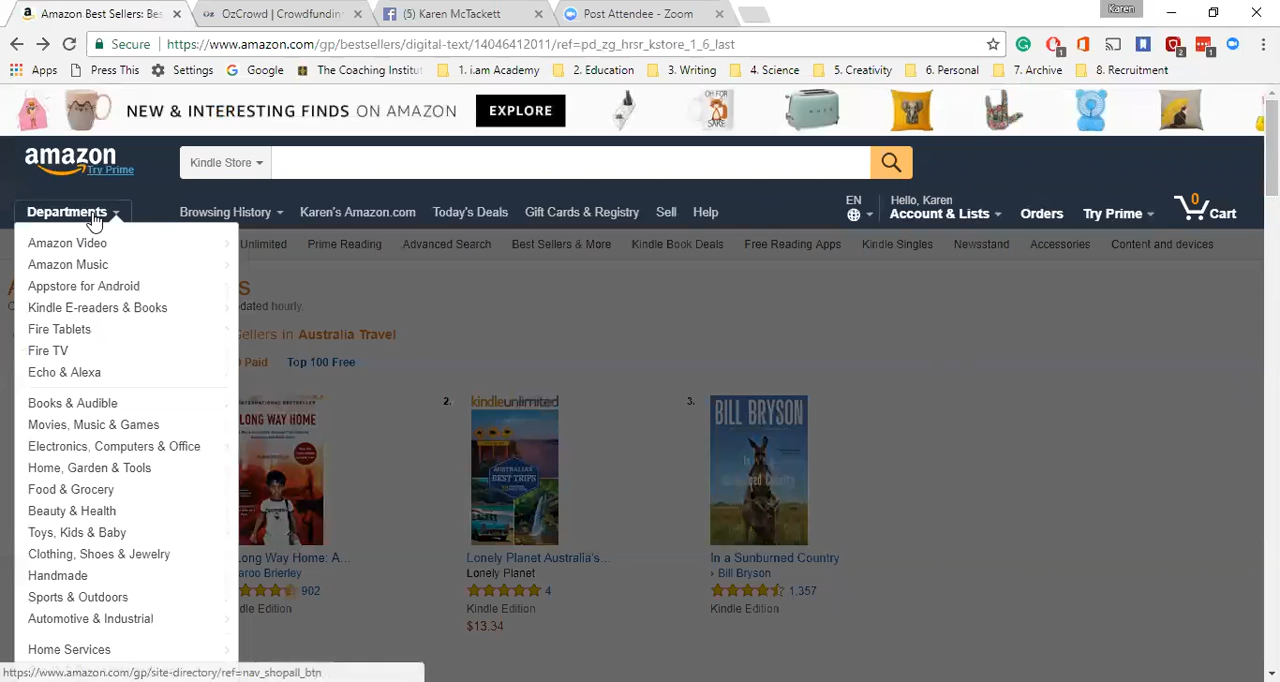 Amazon Best Sellers: Bes
OzCrowd | Crowdfundin
(5) Karen McTackett
Post Attendee - Zoom
Karen
Secure
https://www.amazon.com/gp/bestsellers/digital-text/14046412011/ref=pd_zg_hrsr_kstore_1_6_last
Apps Press This Settings Google The Coaching Institut 1. i.am Academy 2. Education 3. Writing 4. Science 5. Creativity 6. Personal 7. Archive 8. Recruitment
NEW & INTERESTING FINDS ON AMAZON EXPLORE
amazon
Try Prime
Kindle Store
Departments Browsing History Karen's Amazon.com Today's Deals Gift Cards & Registry Sell Help
EN
Hello, Karen
Account & Lists Orders Try Prime
0
Cart
Unlimited Prime Reading Advanced Search Best Sellers & More Kindle Book Deals Free Reading Apps Kindle Singles Newsstand Accessories Content and devices
Amazon Video
Amazon Music
Appstore for Android
Kindle E-readers & Books
Fire Tablets
Fire TV
Echo & Alexa
Books & Audible
Movies, Music & Games
Electronics, Computers & Office
Home, Garden & Tools
Food & Grocery
Beauty & Health
Toys, Kids & Baby
Clothing, Shoes & Jewelry
Handmade
Sports & Outdoors
Automotive & Industrial
Home Services
dated hourly.
ellers in Australia Travel
Paid Top 100 Free
LONG WAY HOME
2.
kindleunlimited
AUSTRALIA'S
BEST TRIPS
3.
BILL BRYSON
ong Way Home: A...
aroo Brierley
902
dle Edition
Lonely Planet Australia's...
Lonely Planet
4
Kindle Edition
$13.34
In a Sunburned Country
› Bill Bryson
1,357
Kindle Edition
https://www.amazon.com/gp/site-directory/ref=nav_shopall_btn